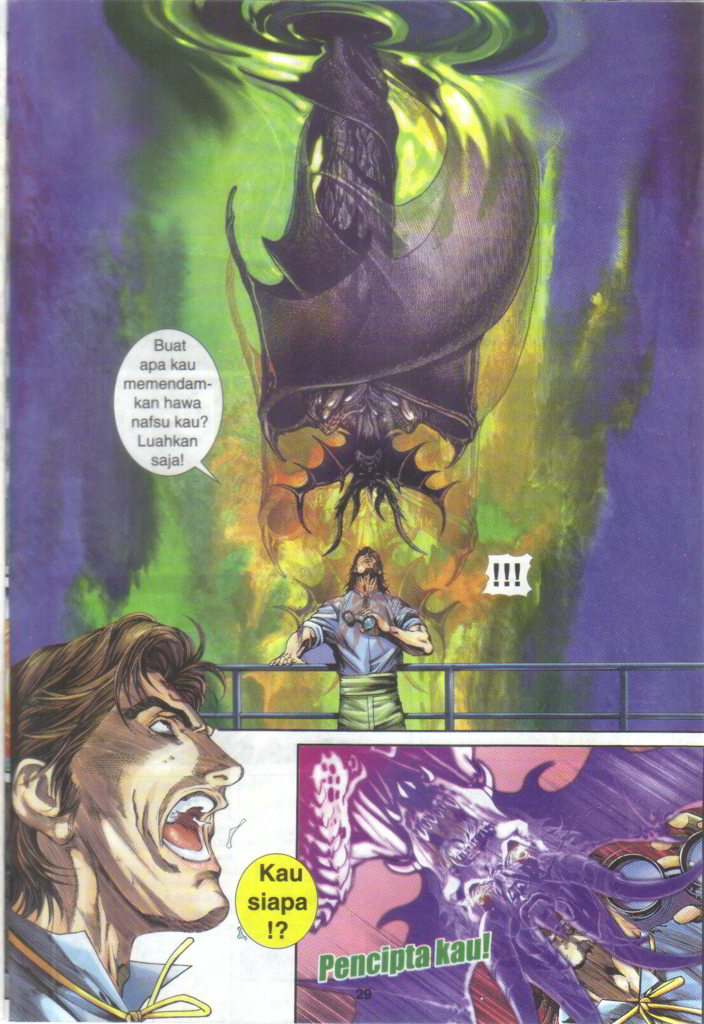 Buat
apa kau
memendam-
kan hawa
nafsu kau?
Luahkan
saja!
!!!
Kau
siapa
!?
Pencipta kau!
29